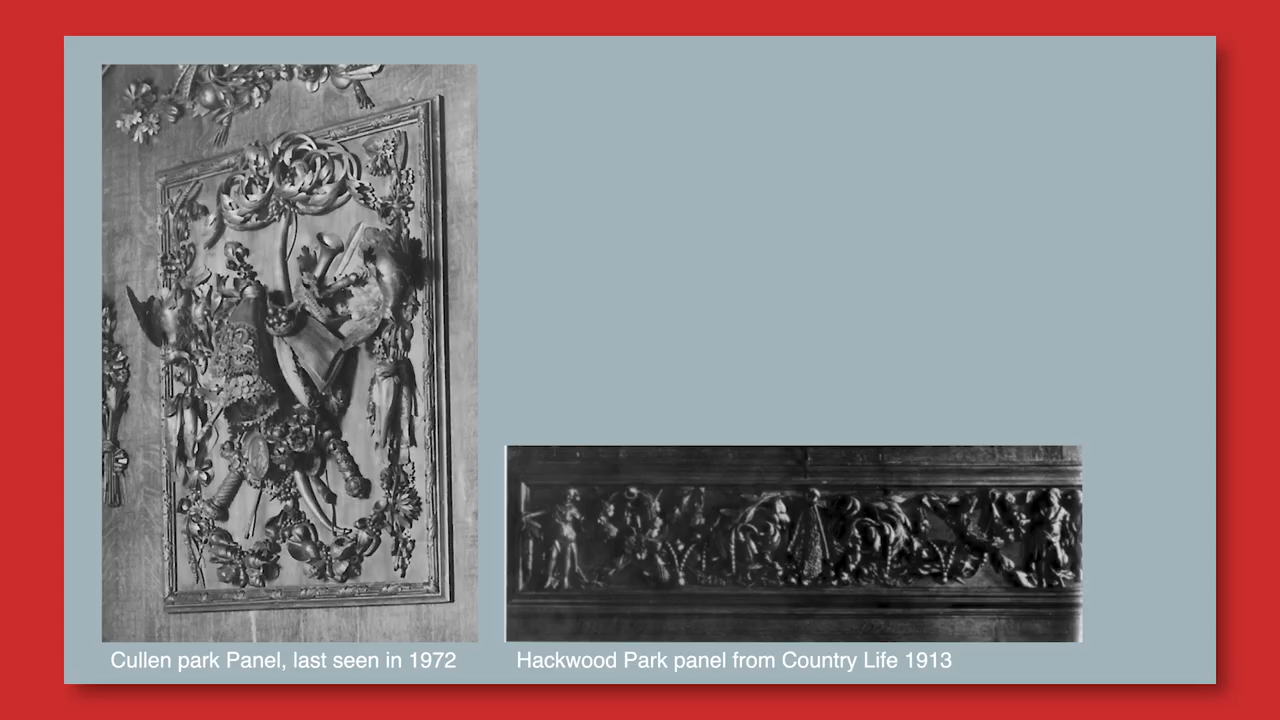 Cullen park Panel, last seen in 1972
Hackwood Park panel from Country Life 1913